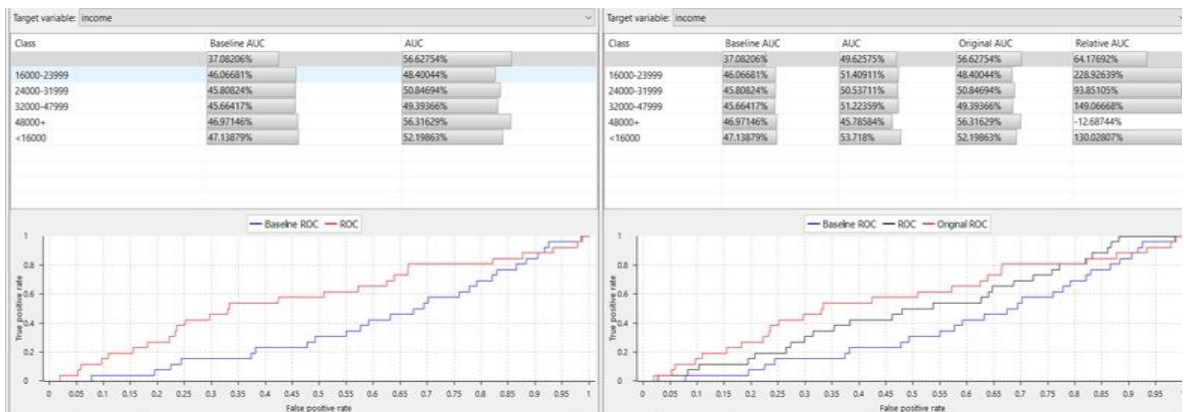 Target variable: income
Class Baseline AUC AUC
37.08206% 56.62754%
16000-23999 46.06681% 48.40044%
24000-31999 45.80824% 50.84694%
32000-47999 45.66417% 49.39366%
48000+ 46.97146% 56.31629%
<16000 47.13879% 52.19863%
Baseline ROC ROC
True positive rate
1
0.8
0.6
0.4
0.2
0
0 0.05 0.1 0.15 0.2 0.25 0.3 0.35 0.4 0.45 0.5 0.55 0.6 0.65 0.7 0.75 0.8 0.85 0.9 0.95 1
False positive rate
Target variable: income
Class Baseline AUC AUC Original AUC Relative AUC
37.08206% 49.62575% 56.62754% 64.17692%
16000-23999 46.06681% 51.40911% 48.40044% 228.92639%
24000-31999 45.80824% 50.53711% 50.84694% 93.85105%
32000-47999 45.66417% 51.22359% 49.39366% 149.06668%
48000+ 46.97146% 45.78584% 56.31629% -12.68744%
<16000 47.13879% 53.718% 52.19863% 130.02807%
Baseline ROC ROC Original ROC
True positive rate
1
0.8
0.6
0.4
0.2
0
0 0.05 0.1 0.15 0.2 0.25 0.3 0.35 0.4 0.45 0.5 0.55 0.6 0.65 0.7 0.75 0.8 0.85 0.9 0.95 1
False positive rate